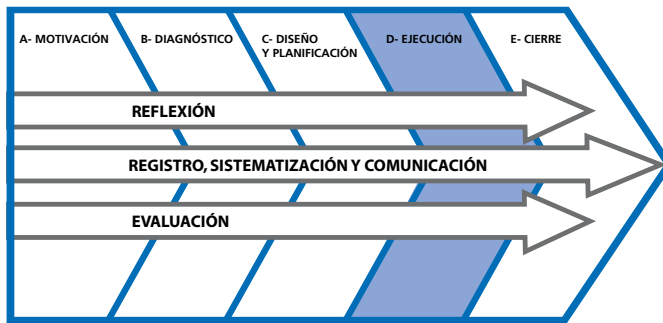 A- MOTIVACIÓN
B- DIAGNÓSTICO
C- DISEÑO
Y PLANIFICACIÓN
D- EJECUCIÓN
E- CIERRE
REFLEXIÓN
REGISTRO, SISTEMATIZACIÓN Y COMUNICACIÓN
EVALUACIÓN